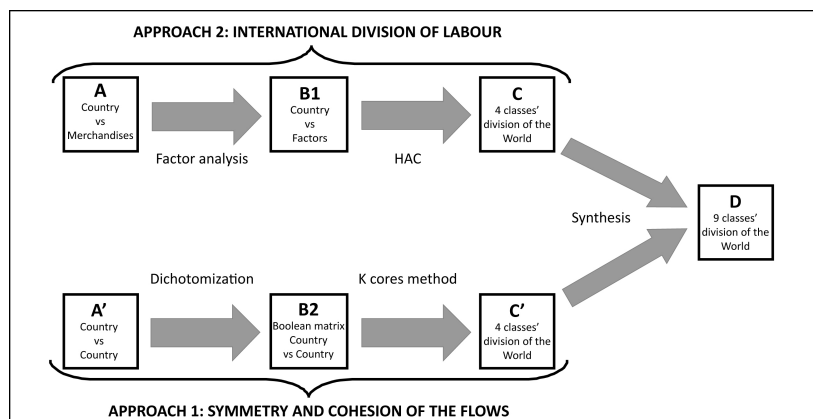 APPROACH 2: INTERNATIONAL DIVISION OF LABOUR
A
Country
vs
Merchandises
Factor analysis
B1
Country
vs
Factors
HAC
C
4 classes'
division of the
World
Synthesis
D
9 classes'
division of the
World
A'
Country
vs
Country
Dichotomization
B2
Boolean matrix
Country
vs Country
K cores method
C'
4 classes'
division of the
World
APPROACH 1: SYMMETRY AND COHESION OF THE FLOWS